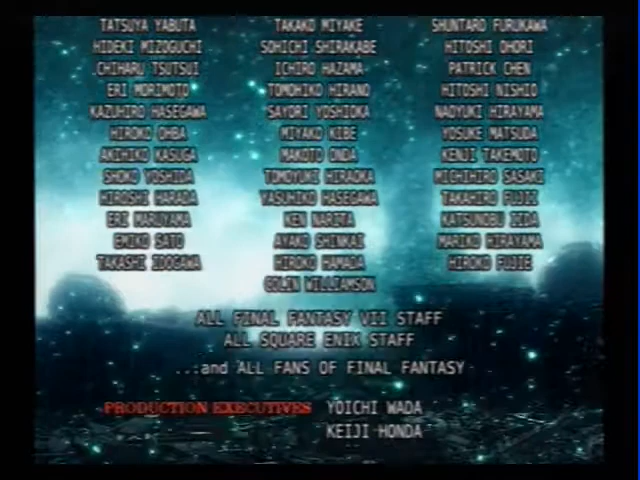 TATSUYA YABUTA TAKAKO MIYAKE SHUNTARO FURUKAWA
HIDEKI MIZOGUCHI SOHICHI SHIRAKABE HITOSHI OHORI
CHIHARU TSUTSUI ICHIRO HAZAMA PATRICK CHEN
ERI MORIMOTO TOMOHIKO HIRANO HITOSHI NISHIO
KAZUHIRO HASEGAWA SAYORI YOSHIOKA NAOYUKI HIRAYAMA
HIROKO OHBA MIYAKO KIBE YOSUKE MATSUDA
AKIHIKO KASUGA MAKOTO ONDA KENJI TAKEMOTO
SHOKO YOSHIDA TOMOYUKI HIRAOKA MICHIHIRO SASAKI
HIROSHI HARADA YASUHIKO HASEGAWA TAKAHIRO FUJII
ERI MARUYAMA KEN NARITA KATSUNOBU IIDA
EMIKO SATO AYAKO SHINKAI MARIKO HIRAYAMA
TAKASHI IDOGAWA HIROKO HAMADA HIROKO FUJIE
COLIN WILLIAMSON
ALL FINAL FANTASY VII STAFF
ALL SQUARE ENIX STAFF
...and ALL FANS OF FINAL FANTASY
PRODUCTION EXECUTIVES YOICHI WADA
KEIJI HONDA